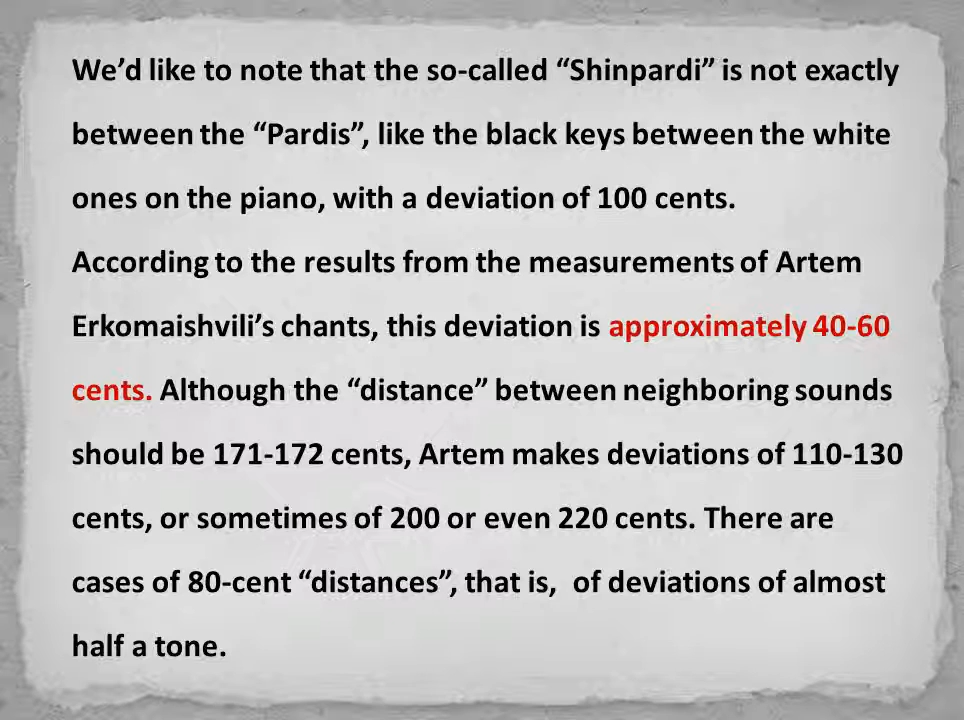 We’d like to note that the so-called “Shinpardi” is not exactly
between the “Pardis”, like the black keys between the white
ones on the piano, with a deviation of 100 cents.
According to the results from the measurements of Artem
Erkomaishvili’s chants, this deviation is approximately 40-60
cents. Although the “distance” between neighboring sounds
should be 171-172 cents, Artem makes deviations of 110-130
cents, or sometimes of 200 or even 220 cents. There are
cases of 80-cent “distances”, that is,  of deviations of almost
half a tone.